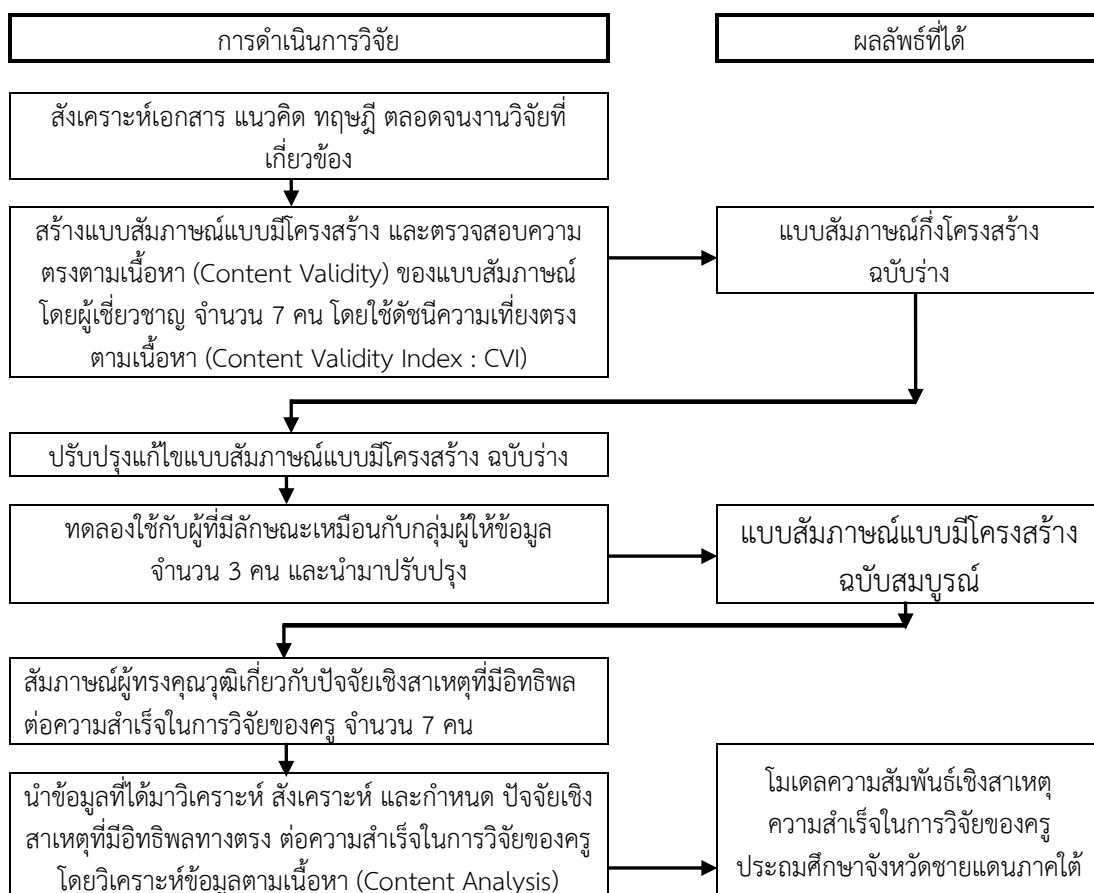 การดำเนินการวิจัย
ผลลัพธ์ที่ได้
สังเคราะห์เอกสาร แนวคิด ทฤษฎี ตลอดจนงานวิจัยที่
เกี่ยวข้อง
สร้างแบบสัมภาษณ์แบบมีโครงสร้าง และตรวจสอบความ
ตรงตามเนื้อหา (Content Validity) ของแบบสัมภาษณ์
โดยผู้เชี่ยวชาญ จำนวน 7 คน โดยใช้ดัชนีความเที่ยงตรง
ตามเนื้อหา (Content Validity Index : CVI)
แบบสัมภาษณ์กึ่งโครงสร้าง
ฉบับร่าง
ปรับปรุงแก้ไขแบบสัมภาษณ์แบบมีโครงสร้าง ฉบับร่าง
ทดลองใช้กับผู้ที่มีลักษณะเหมือนกับกลุ่มผู้ให้ข้อมูล
จำนวน 3 คน และนำมาปรับปรุง
แบบสัมภาษณ์แบบมีโครงสร้าง
ฉบับสมบูรณ์
สัมภาษณ์ผู้ทรงคุณวุฒิเกี่ยวกับปัจจัยเชิงสาเหตุที่มีอิทธิพล
ต่อความสำเร็จในการวิจัยของครู จำนวน 7 คน
นำข้อมูลที่ได้มาวิเคราะห์ สังเคราะห์ และกำหนด ปัจจัยเชิง
สาเหตุที่มีอิทธิพลทางตรง ต่อความสำเร็จในการวิจัยของครู
โดยวิเคราะห์ข้อมูลตามเนื้อหา (Content Analysis)
โมเดลความสัมพันธ์เชิงสาเหตุ
ความสำเร็จในการวิจัยของครู
ประถมศึกษาจังหวัดชายแดนภาคใต้